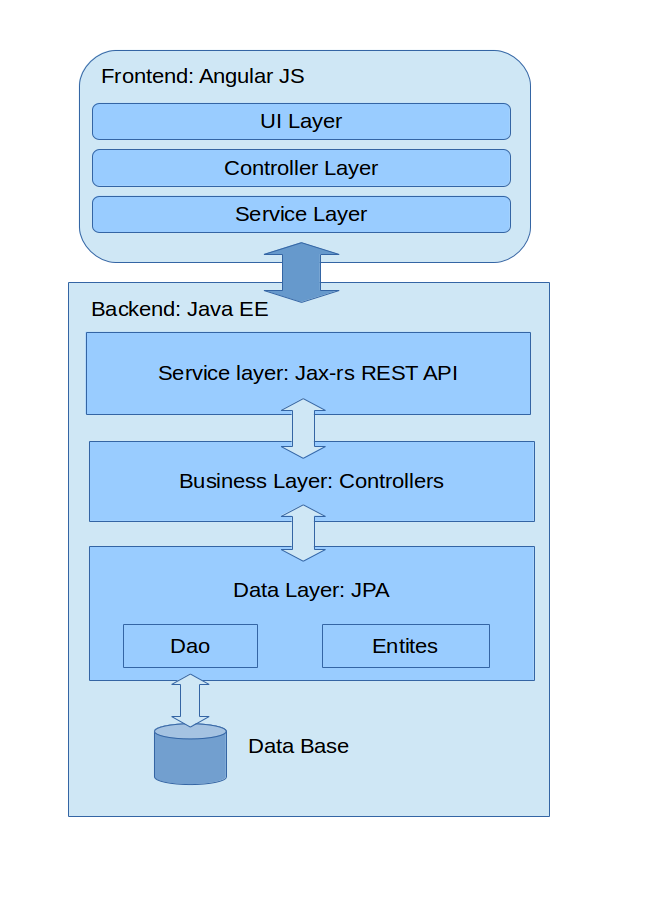 Frontend: Angular JS
UI Layer
Controller Layer
Service Layer
Backend: Java EE
Service layer: Jax-rs REST API
Business Layer: Controllers
Data Layer: JPA
Dao
Entites
Data Base